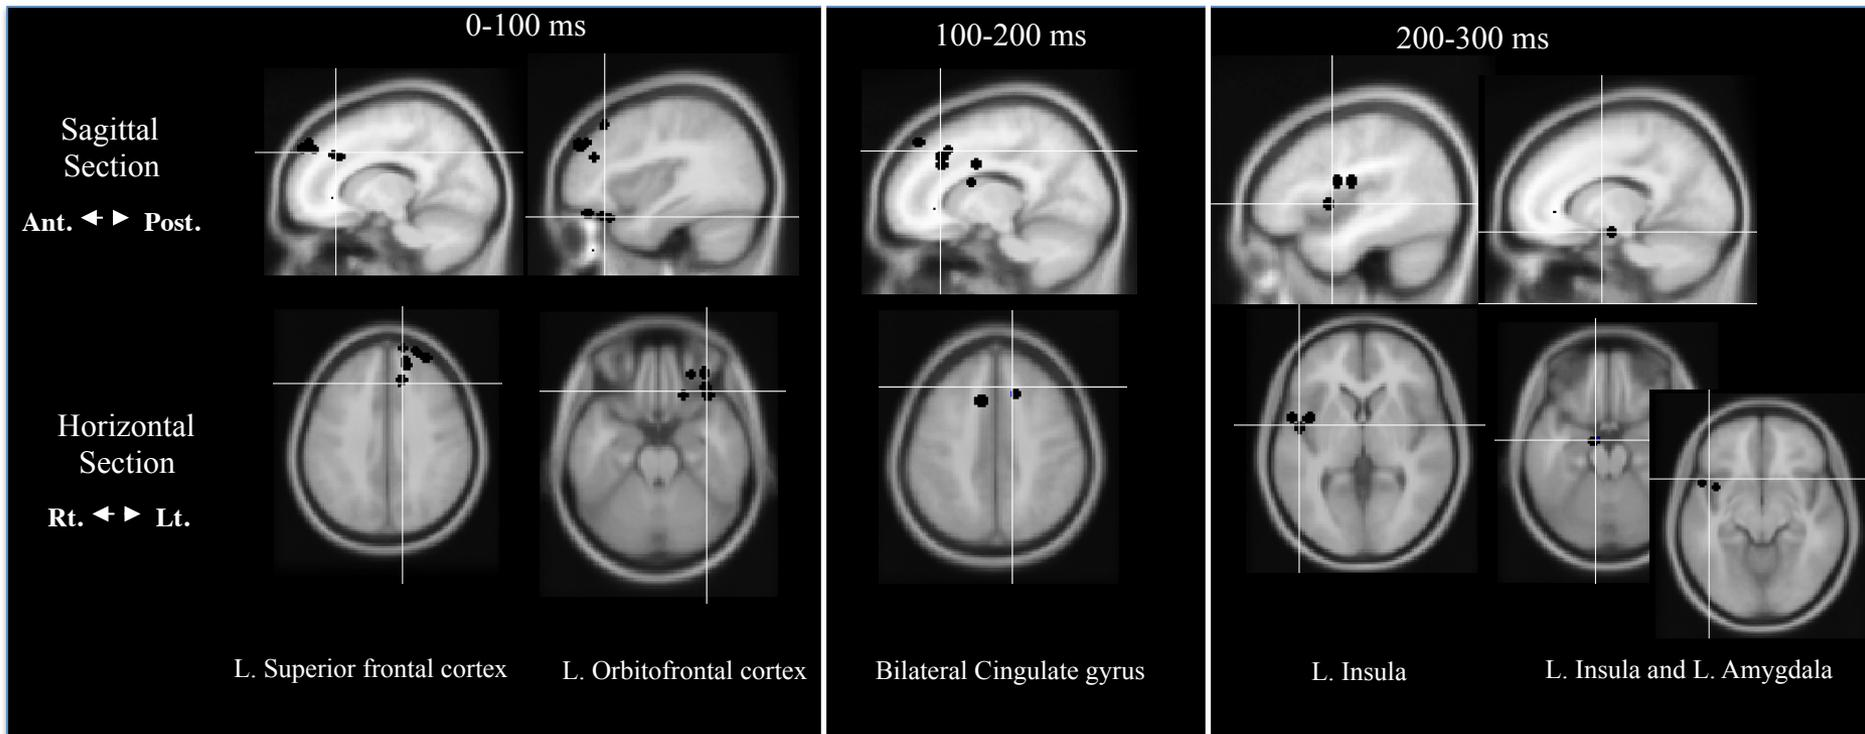 0-100 ms
100-200 ms
200-300 ms
Sagittal
Section
Ant. Post.
Horizontal
Section
Rt. Lt.
L. Superior frontal cortex
L. Orbitofrontal cortex
Bilateral Cingulate gyrus
L. Insula
L. Insula and L. Amygdala